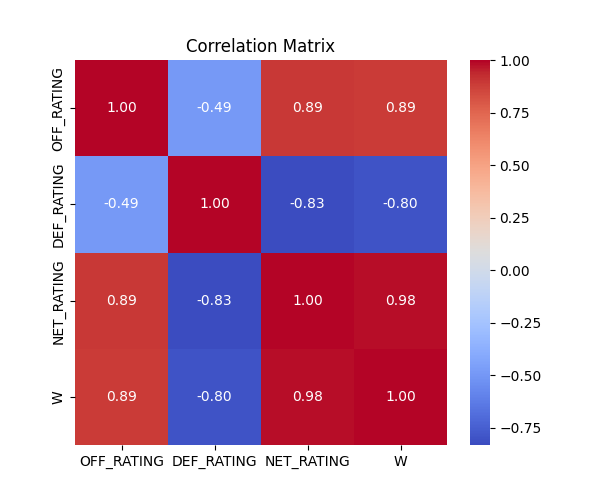 Correlation Matrix
OFF_RATING
1.00
-0.49
0.89
0.89
DEF_RATING
-0.49
1.00
-0.83
-0.80
NET_RATING
0.89
-0.83
1.00
0.98
W
0.89
-0.80
0.98
1.00
OFF_RATING
DEF_RATING
NET_RATING
W
1.00
0.75
0.50
0.25
0.00
−0.25
−0.50
−0.75